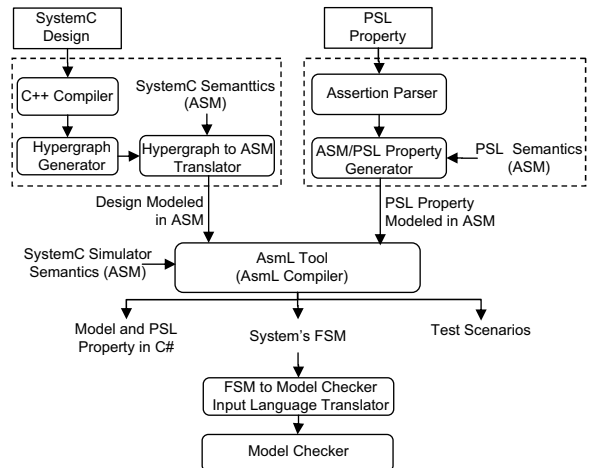 SystemC
Design
PSL
Property
C++ Compiler
SystemC Semanttics
(ASM)
Assertion Parser
Hypergraph
Generator
Hypergraph to ASM
Translator
ASM/PSL Property
Generator
PSL Semantics
(ASM)
Design Modeled
in ASM
PSL Property
Modeled in ASM
SystemC Simulator
Semantics (ASM)
AsmL Tool
(AsmL Compiler)
Model and PSL
Property in C#
System's FSM
Test Scenarios
FSM to Model Checker
Input Language Translator
Model Checker